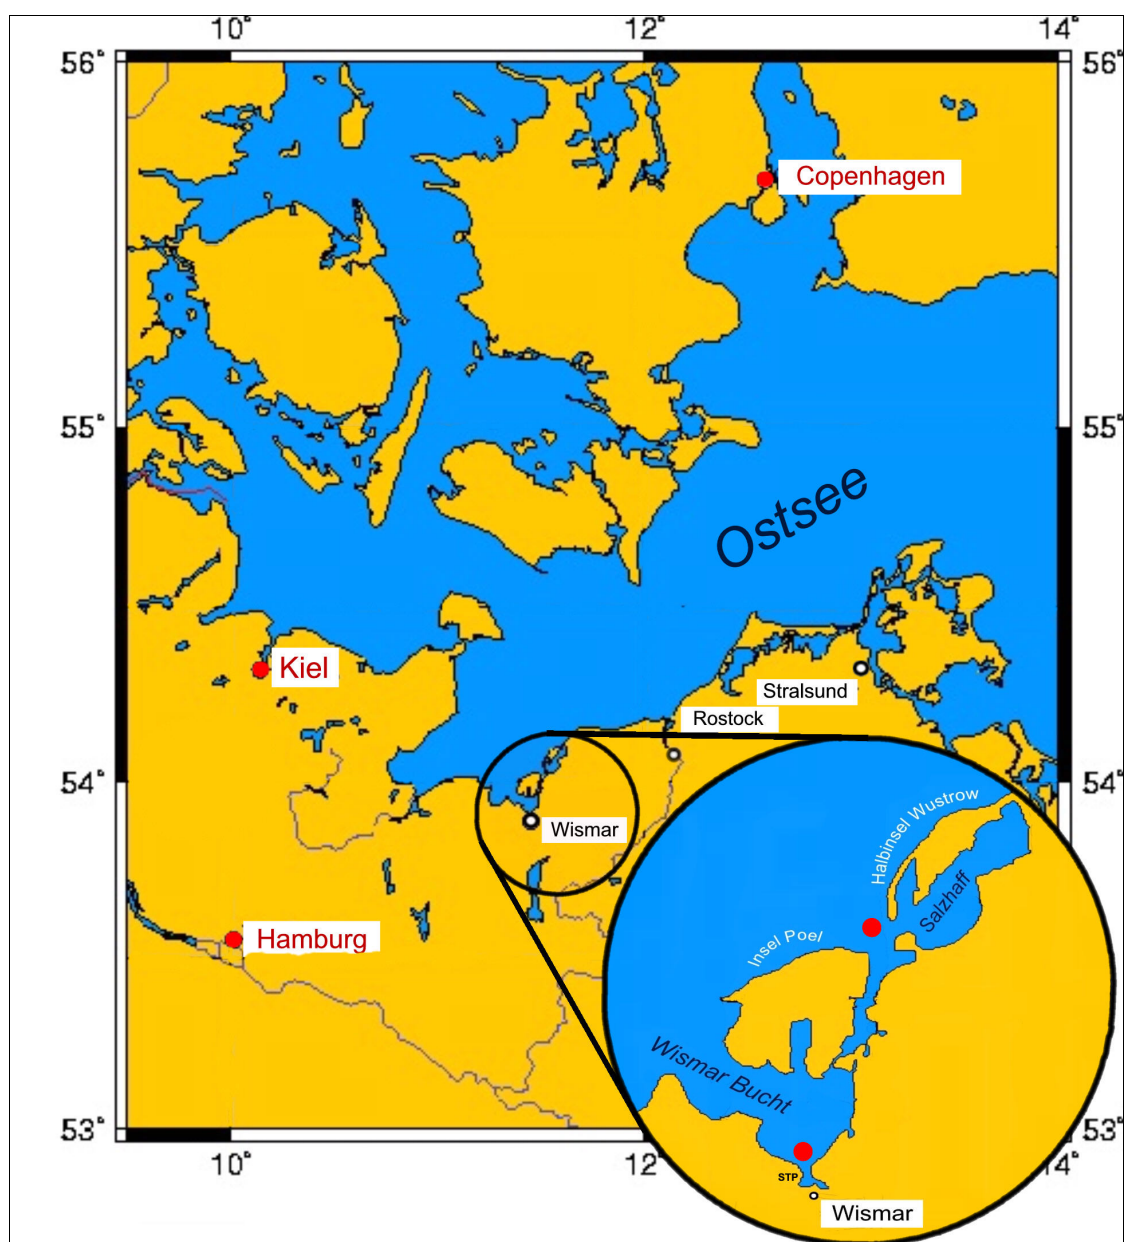 10° 12° 14°
56° 56°
Copenhagen
55° 55°
Ostsee
Kiel
Stralsund
Rostock
54° 54°
Wismar
Halbinsel Wustrow
Salzhaff
Hamburg
Insel Poel
Wismar Bucht
53° 53°
STP
10° 12° 14°
Wismar